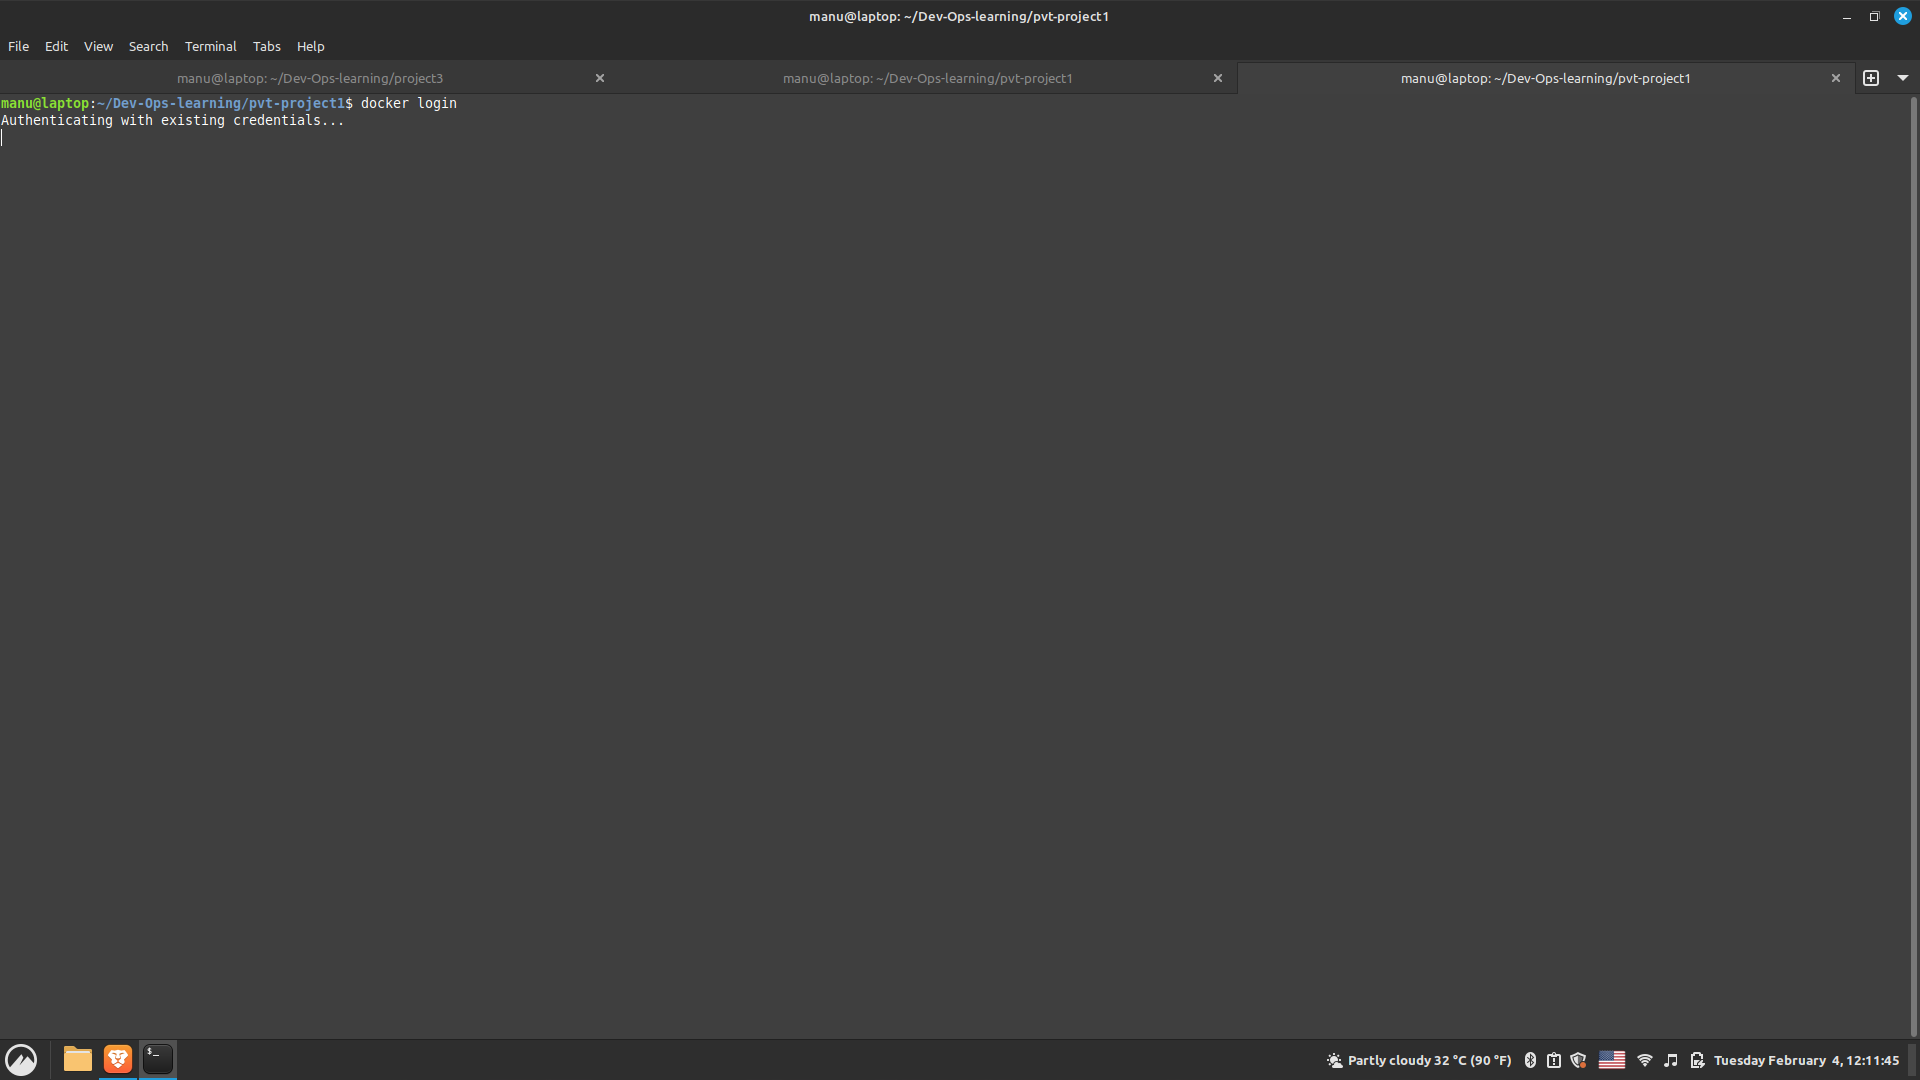 manu@laptop: ~/Dev-Ops-learning/pvt-project1
File Edit View Search Terminal Tabs Help
manu@laptop: ~/Dev-Ops-learning/project3
manu@laptop: ~/Dev-Ops-learning/pvt-project1
manu@laptop: ~/Dev-Ops-learning/pvt-project1
manu@laptop:~/Dev-Ops-learning/pvt-project1$ docker login
Authenticating with existing credentials...
$_
Partly cloudy 32 °C (90 °F)
Tuesday February 4, 12:11:45